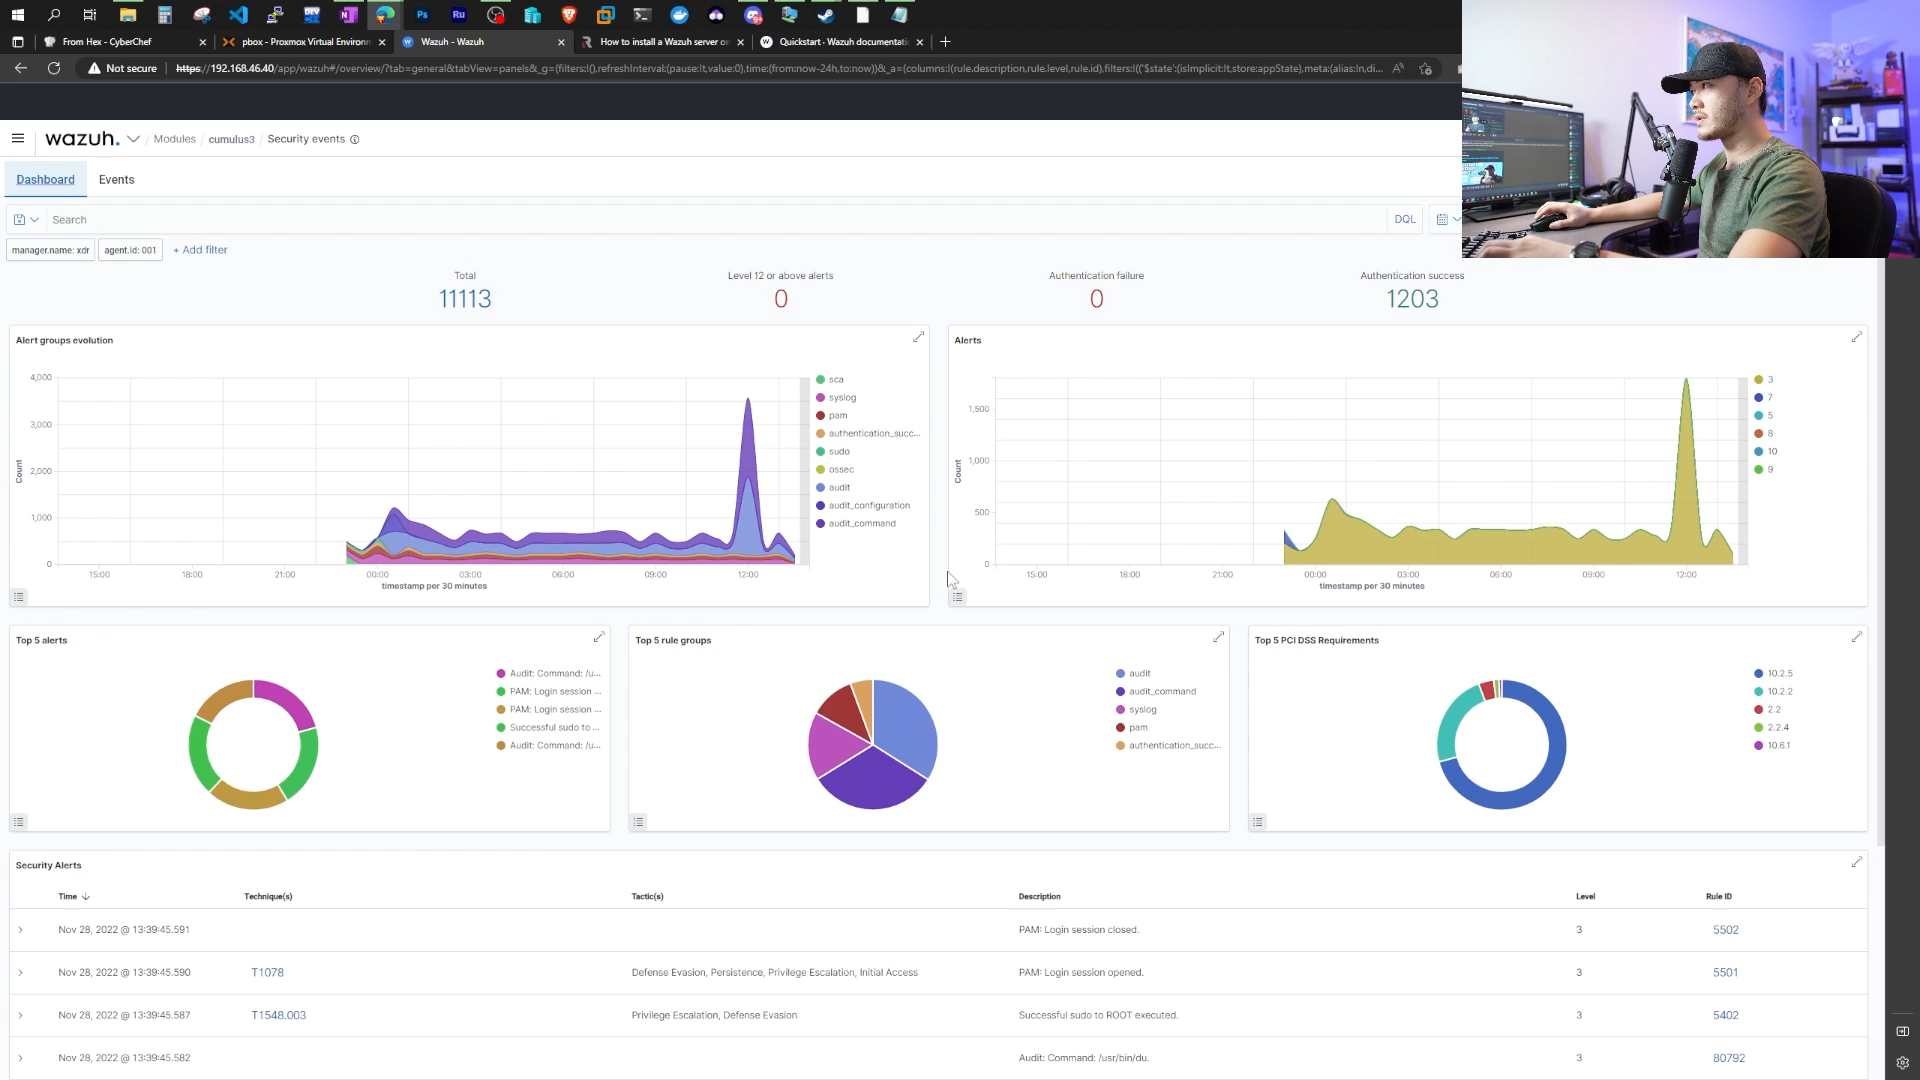 From Hex - CyberChef
pbox - Proxmox Virtual Environm
Wazuh - Wazuh
How to install a Wazuh server on
Quickstart · Wazuh documentatic
Not secure
https://192.168.46.40/app/wazuh#/overview/?tab=general&tabView=panels&_g=(filters:!(),refreshInterval:(pause:!t,value:0),time:(from:now-24h,to:now))&_a=(columns:!(rule.description,rule.level,rule.id),filters:!(('$state':(isImplicit:!t,store:appState),meta:(alias:!n,di...
wazuh. / Modules / cumulus3 / Security events
Dashboard
Events
Search
DQL
manager.name: xdr
agent.id: 001
+ Add filter
Total
11113
Level 12 or above alerts
0
Authentication failure
0
Authentication success
1203
Alert groups evolution
4,000
3,000
2,000
1,000
0
Count
15:00
18:00
21:00
00:00
03:00
06:00
09:00
12:00
timestamp per 30 minutes
sca
syslog
pam
authentication_succ...
sudo
ossec
audit
audit_configuration
audit_command
Alerts
1,500
1,000
500
0
Count
15:00
18:00
21:00
00:00
03:00
06:00
09:00
12:00
timestamp per 30 minutes
3
7
5
8
10
9
Top 5 alerts
Audit: Command: /u...
PAM: Login session ...
PAM: Login session ...
Successful sudo to ...
Audit: Command: /u...
Top 5 rule groups
audit
audit_command
syslog
pam
authentication_succ...
Top 5 PCI DSS Requirements
10.2.5
10.2.2
2.2
2.2.4
10.6.1
Security Alerts
Time Technique(s) Tactic(s) Description Level Rule ID
Nov 28, 2022 @ 13:39:45.591 PAM: Login session closed. 3 5502
Nov 28, 2022 @ 13:39:45.590 T1078 Defense Evasion, Persistence, Privilege Escalation, Initial Access PAM: Login session opened. 3 5501
Nov 28, 2022 @ 13:39:45.587 T1548.003 Privilege Escalation, Defense Evasion Successful sudo to ROOT executed. 3 5402
Nov 28, 2022 @ 13:39:45.582 Audit: Command: /usr/bin/du. 3 80792